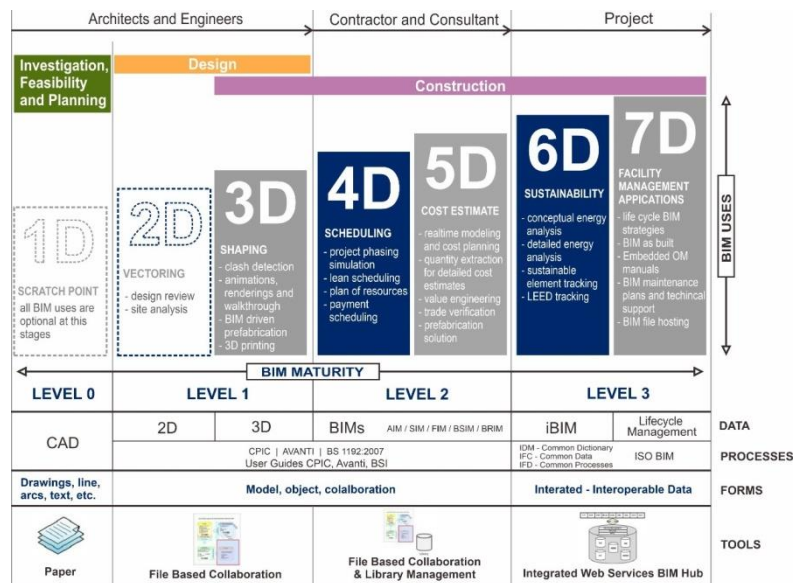 Architects and Engineers
Contractor and Consultant
Project
Investigation,
Feasibility
and Planning
Design
Construction
1D
SCRATCH POINT
all BIM uses are
optional at this
stages
2D
VECTORING
- design review
- site analysis
3D
SHAPING
- clash detection
- animations,
renderings and
walkthrough
- BIM driven
prefabrication
- 3D printing
4D
SCHEDULING
- project phasing
simulation
- lean scheduling
- plan of resources
- payment
scheduling
5D
COST ESTIMATE
- realtime modeling
and cost planning
- quantity extraction
for detailed cost
estimates
- value engineering
- trade verification
- prefabrication
solution
6D
SUSTAINABILITY
- conceptual energy
analysis
- detailed energy
analysis
- sustainable
element tracking
- LEED tracking
7D
FACILITY
MANAGEMENT
APPICATIONS
- life cycle BIM
strategies
- BIM as built
- Embedded OM
manuals
- BIM maintenance
plans and techincal
support
- BIM file hosting
BIM USES
BIM MATURITY
LEVEL 0
LEVEL 1
LEVEL 2
LEVEL 3
CAD
2D
3D
BIMs
AIM / SIM / FIM / BSIM / BRIM
iBIM
Lifecycle
Management
DATA
CPIC | AVANTI | BS 1192:2007
User Guides CPIC, Avanti, BSI
IDM - Common Dictionary
IFC - Common Data
IFD - Common Processes
ISO BIM
PROCESSES
Drawings, line,
arcs, text, etc.
Model, object, colalboration
Interated - Interoperable Data
FORMS
Paper
File Based Collaboration
File Based Collaboration
& Library Management
Integrated Web Services BIM Hub
TOOLS